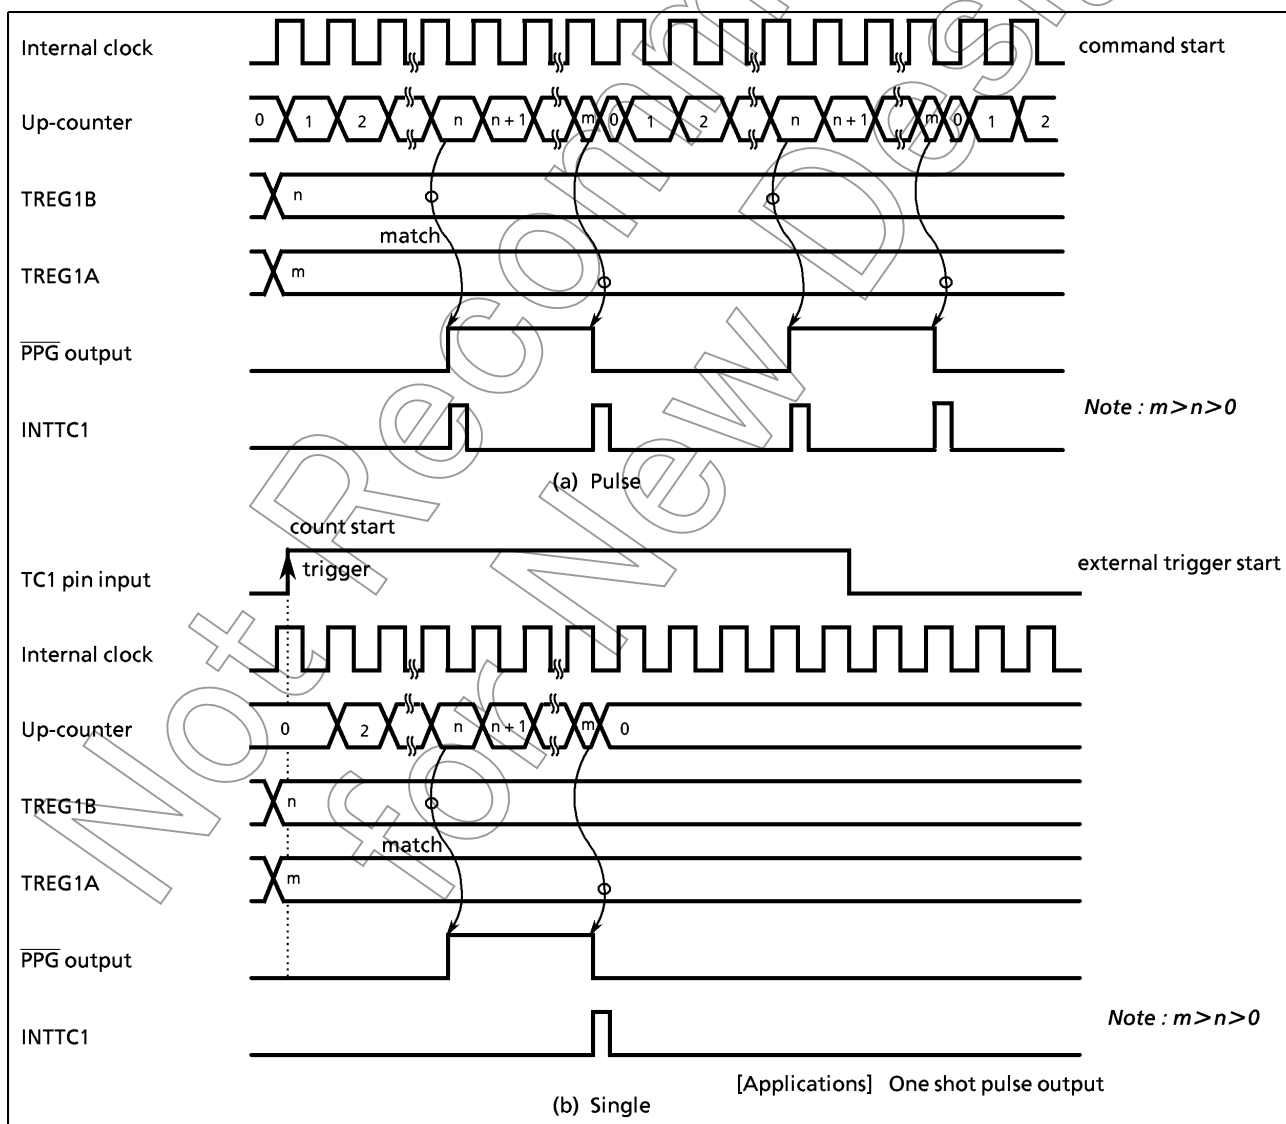 Internal clock
command start
Up-counter
0 1 2 n n + 1 m 0 1 2 n n + 1 m 0 1 2
TREG1B
n
match
TREG1A
m
PPG output
Note : m>n>0
INTTC1
(a) Pulse
count start
TC1 pin input
trigger
external trigger start
Internal clock
Up-counter
0 2 n n + 1 m 0
TREG1B
n
match
TREG1A
m
PPG output
Note : m>n>0
INTTC1
[Applications] One shot pulse output
(b) Single
Not Recomm
for New Desi